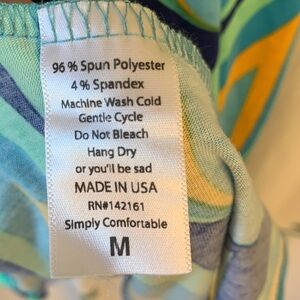 96 % Spun Polyester
4 % Spandex
Machine Wash Cold
Gentle Cycle
Do Not Bleach
Hang Dry
or you'll be sad
MADE IN USA
RN#142161
Simply Comfortable
M